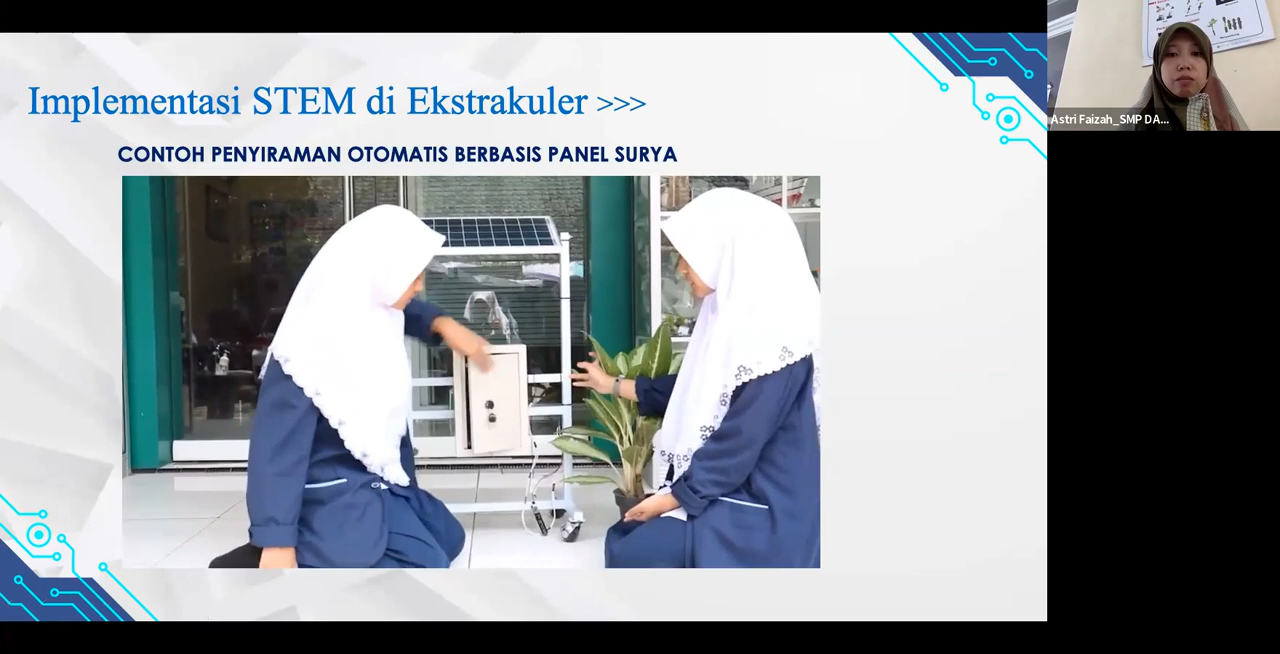 Implementasi STEM di Ekstrakuler >>>
CONTOH PENYIRAMAN OTOMATIS BERBASIS PANEL SURYA
Astri Faizah_SMP DA...